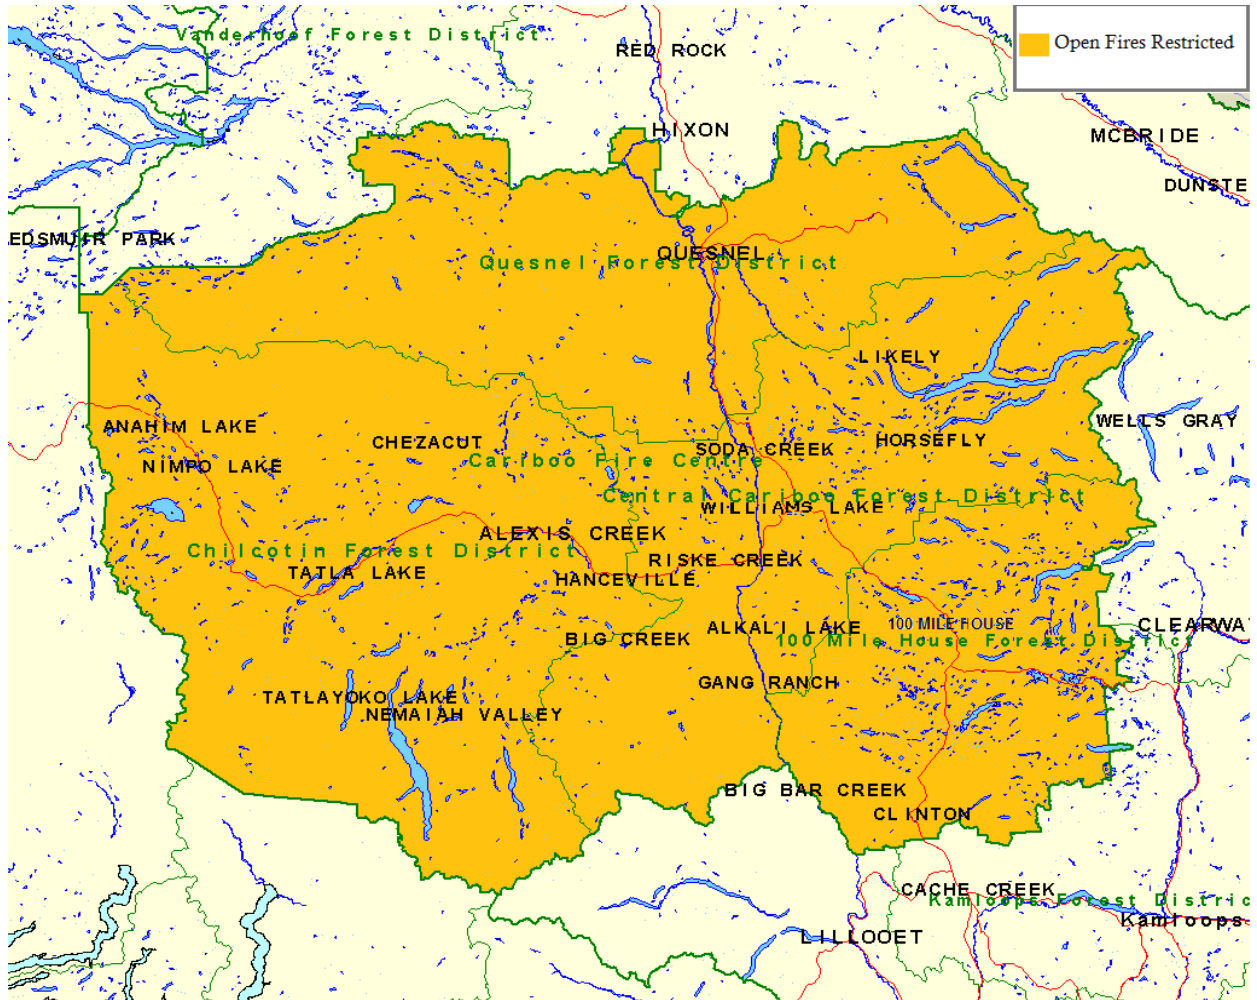 Vanderhoof Forest District
RED ROCK
Open Fires Restricted
HIXON
MCBRIDE
DUNSTE
EDSMUIR PARK
QUESNEL
Quesnel Forest District
LIKELY
ANAHIM LAKE
WELLS GRAY
CHEZACUT
HORSEFLY
SODA CREEK
NIMPO LAKE
Cariboo Fire Centre
Central Cariboo Forest District
WILLIAMS LAKE
ALEXIS CREEK
Chilcotin Forest District
RISKE CREEK
TATLA LAKE
HANCEVILLE
100 MILE HOUSE
ALKALI LAKE
CLEARWAT
BIG CREEK
100 Mile House Forest District
GANG RANCH
TATLAYOKO LAKE
NEMAIAH VALLEY
BIG BAR CREEK
CLINTON
CACHE CREEK
Kamloops Forest Distric
Kamloops
LILLOOET